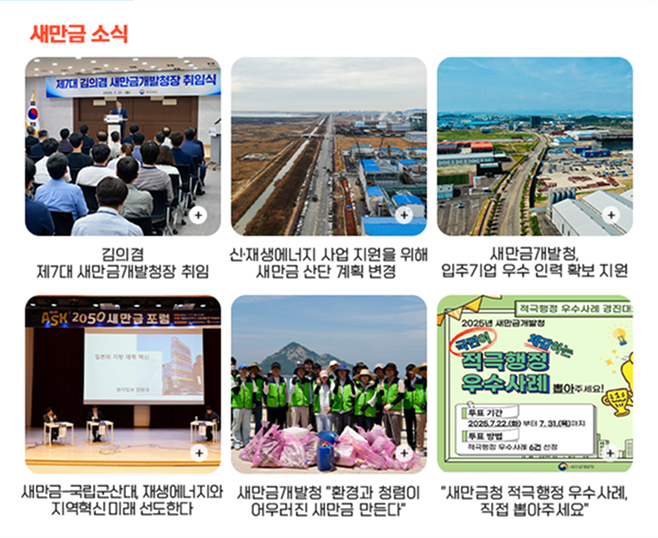 새만금 소식
제7대 김의겸 새만금개발청장 취임식
김의겸
제7대 새만금개발청장 취임
신·재생에너지 사업 지원을 위해
새만금 산단 계획 변경
새만금개발청,
입주기업 우수 인력 확보 지원
ASK 2050 새만금 포럼
일본의 지방 대학 혁신
새만금-국립군산대, 재생에너지와
지역혁신 미래 선도한다
새만금개발청 "환경과 청렴이
어우러진 새만금 만든다"
적극행정 우수사례 경진대
2025년 새만금개발청
국민이 체감하는
적극행정
우수사례 뽑아주세요!
투표 기간
2025.7.22.(화) 부터 7.31.(목)까지
투표 방법
적극행정 우수사례 6건 선정
"새만금청 적극행정 우수사례,
직접 뽑아주세요"